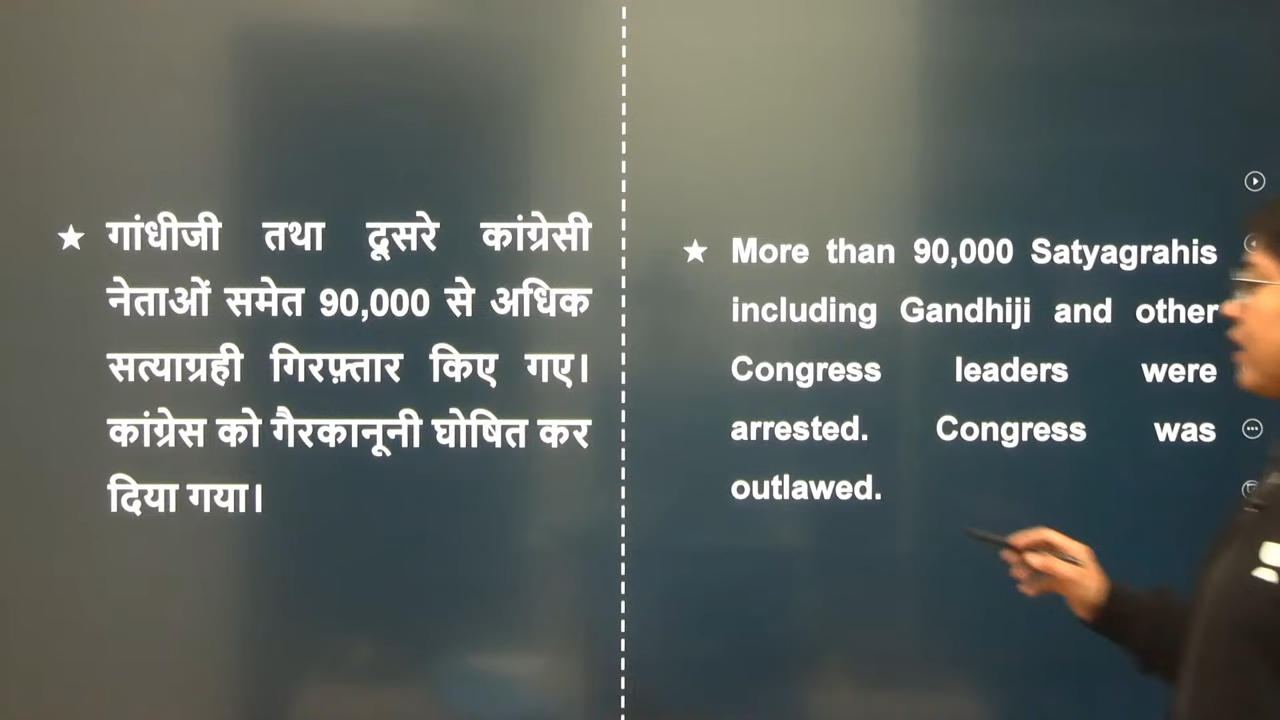 ★ गांधीजी तथा दूसरे कांग्रेसी
नेताओं समेत 90,000 से अधिक
सत्याग्रही गिरफ़्तार किए गए।
कांग्रेस को गैरकानूनी घोषित कर
दिया गया।
★ More than 90,000 Satyagrahis
including Gandhiji and other
Congress leaders were
arrested. Congress was
outlawed.